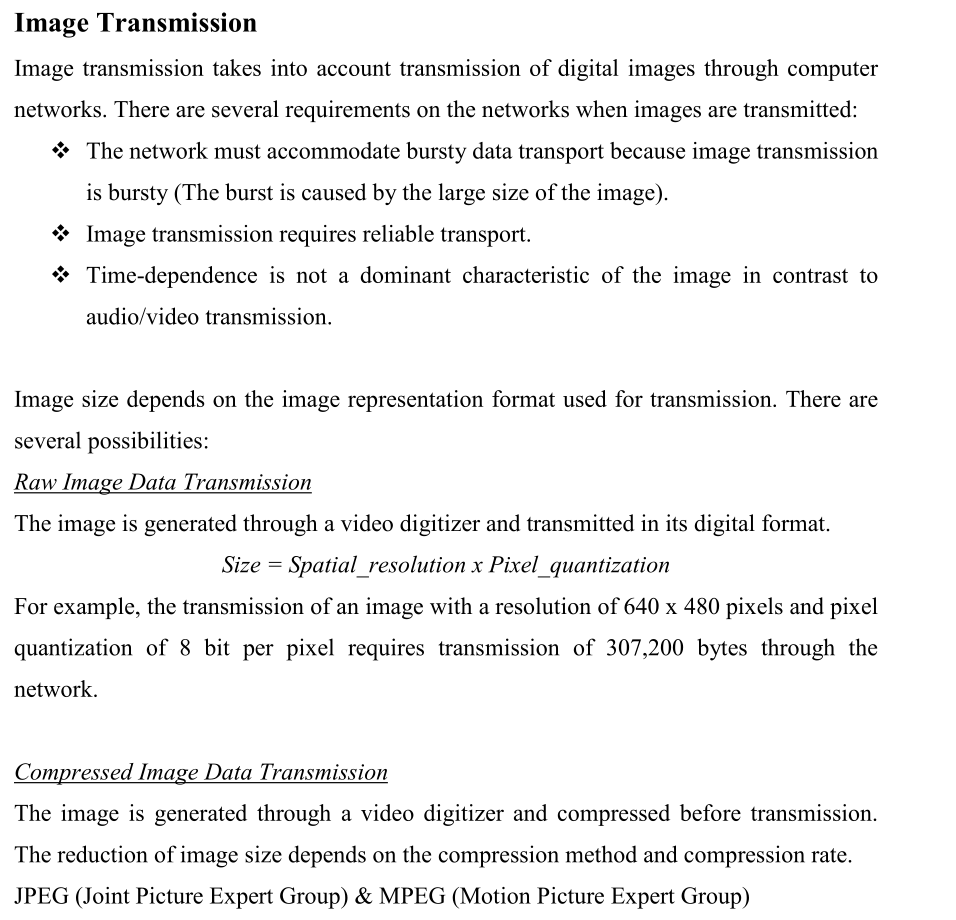 Image Transmission
Image transmission takes into account transmission of digital images through computer
networks. There are several requirements on the networks when images are transmitted:
❖ The network must accommodate bursty data transport because image transmission
is bursty (The burst is caused by the large size of the image).
❖ Image transmission requires reliable transport.
❖ Time-dependence is not a dominant characteristic of the image in contrast to
audio/video transmission.
Image size depends on the image representation format used for transmission. There are
several possibilities:
Raw Image Data Transmission
The image is generated through a video digitizer and transmitted in its digital format.
Size = Spatial_resolution x Pixel_quantization
For example, the transmission of an image with a resolution of 640 x 480 pixels and pixel
quantization of 8 bit per pixel requires transmission of 307,200 bytes through the
network.
Compressed Image Data Transmission
The image is generated through a video digitizer and compressed before transmission.
The reduction of image size depends on the compression method and compression rate.
JPEG (Joint Picture Expert Group) & MPEG (Motion Picture Expert Group)